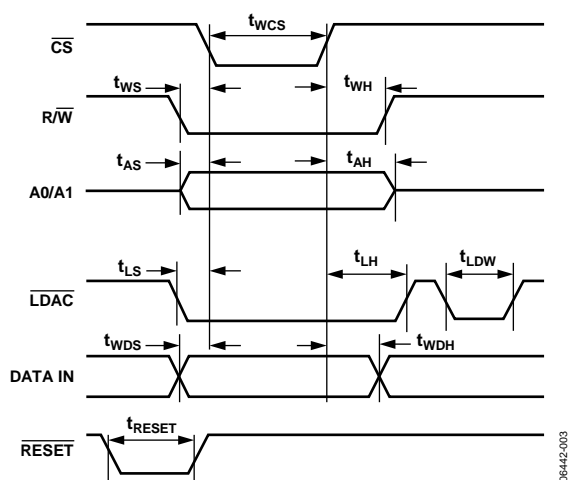 tWCS
CS
tWS
tWH
R/W
tAS
tAH
A0/A1
tLS
tLH
tLDW
LDAC
tWDS
tWDH
DATA IN
tRESET
RESET
06442-003